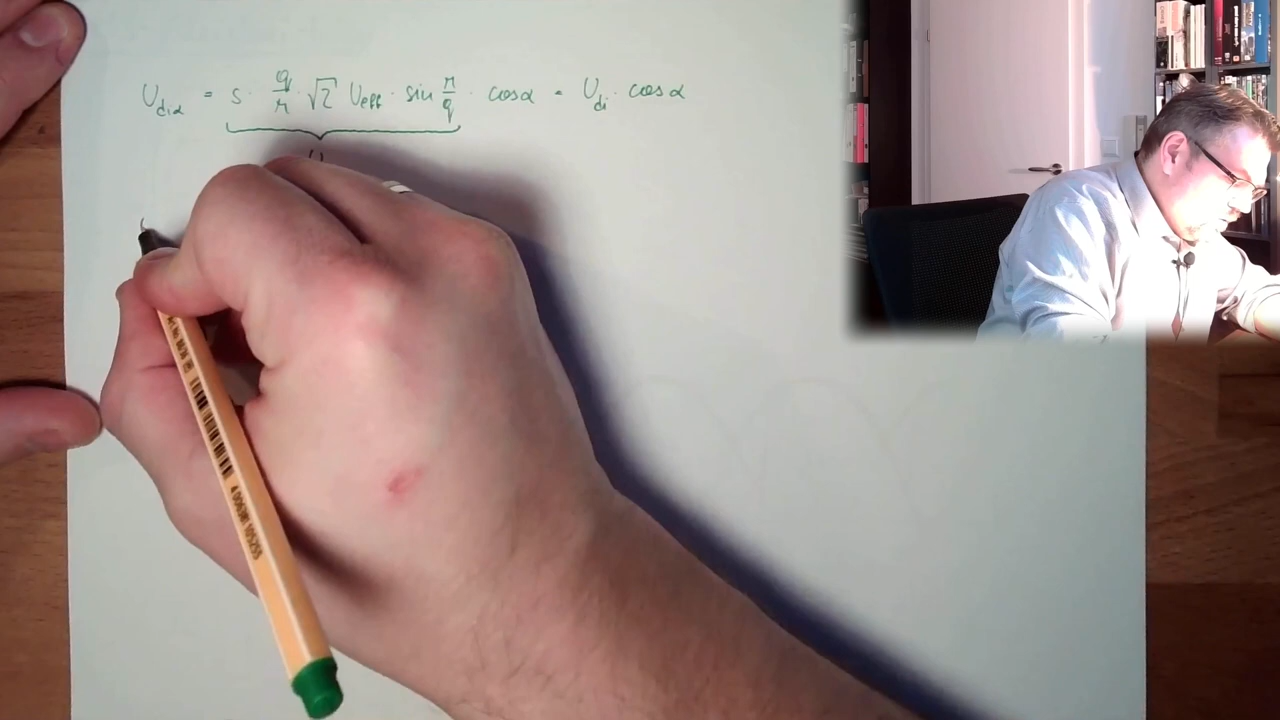 U_diα = s · q/π · √2 U_eff · sin π/q · cos α = U_di · cos α